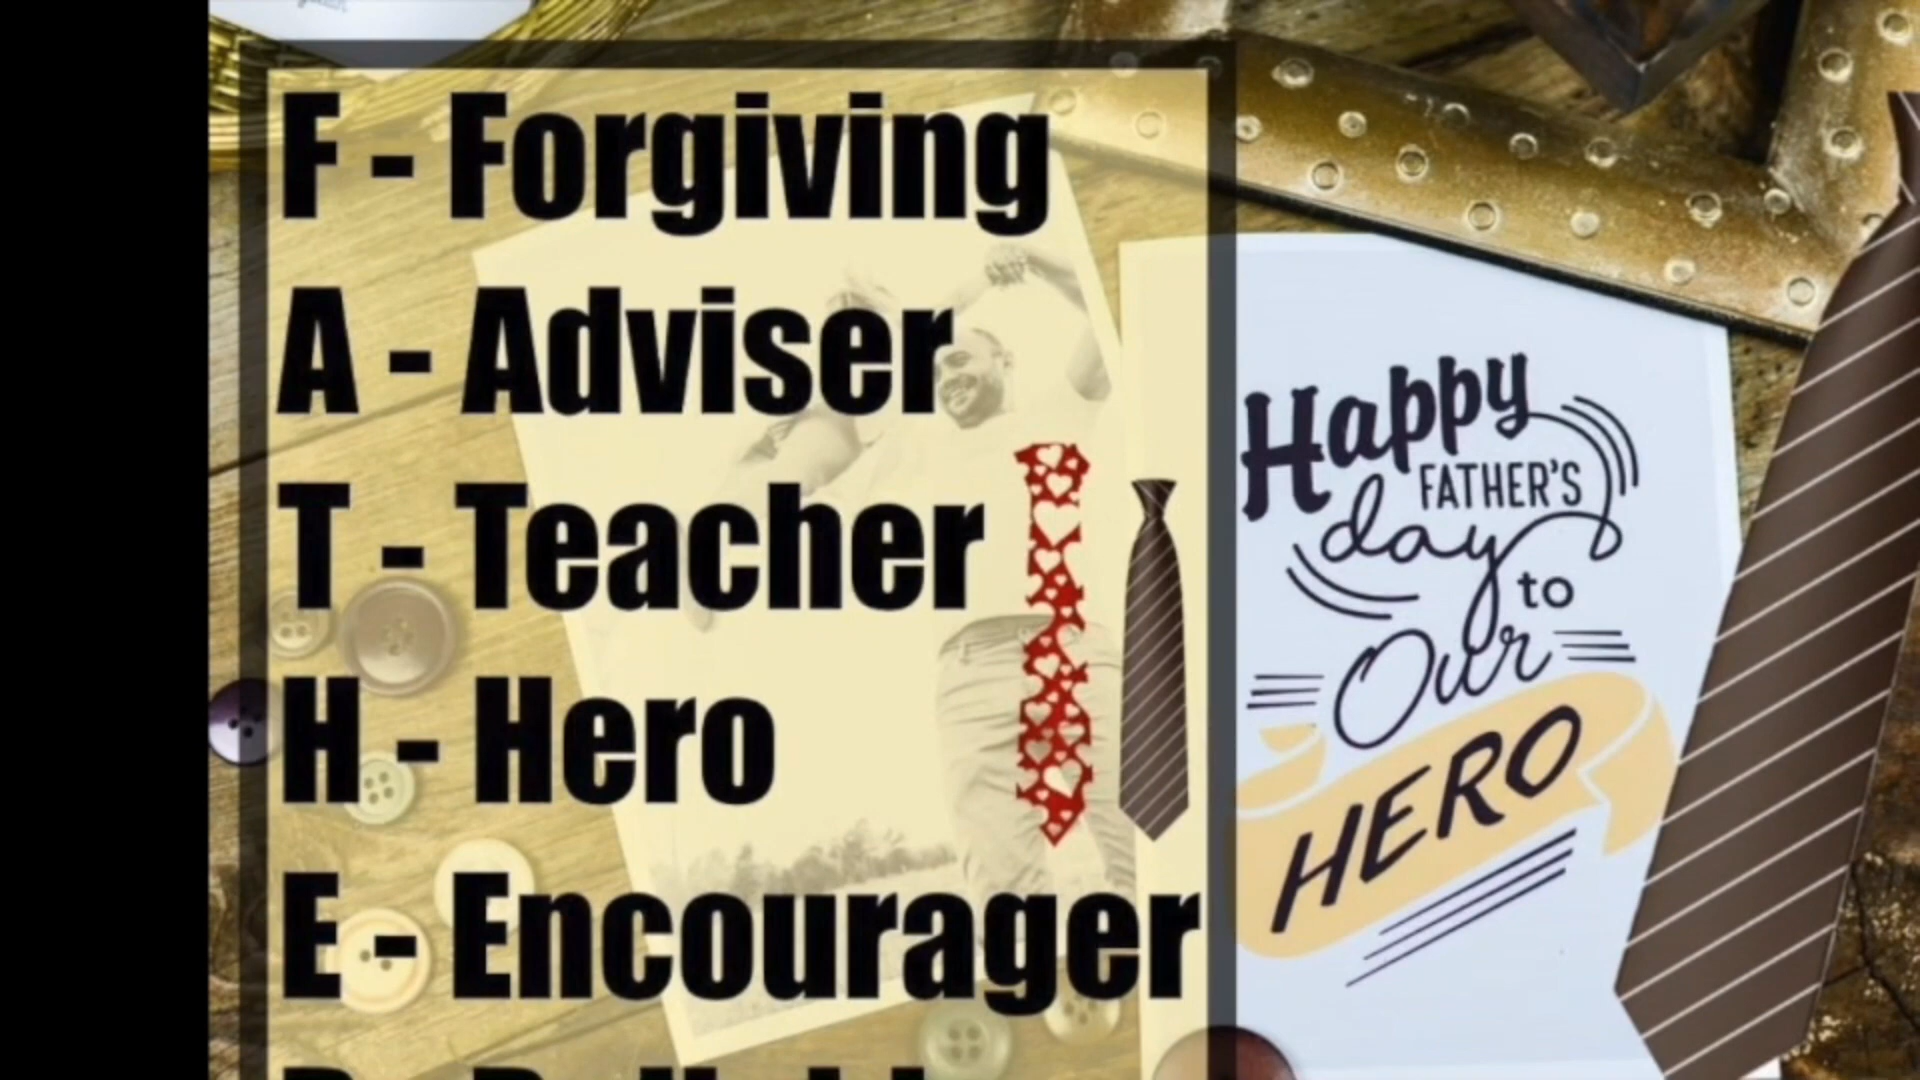 F - Forgiving
A - Adviser
T - Teacher
H - Hero
E - Encourager
Happy
FATHER'S
day
to
Our
HERO